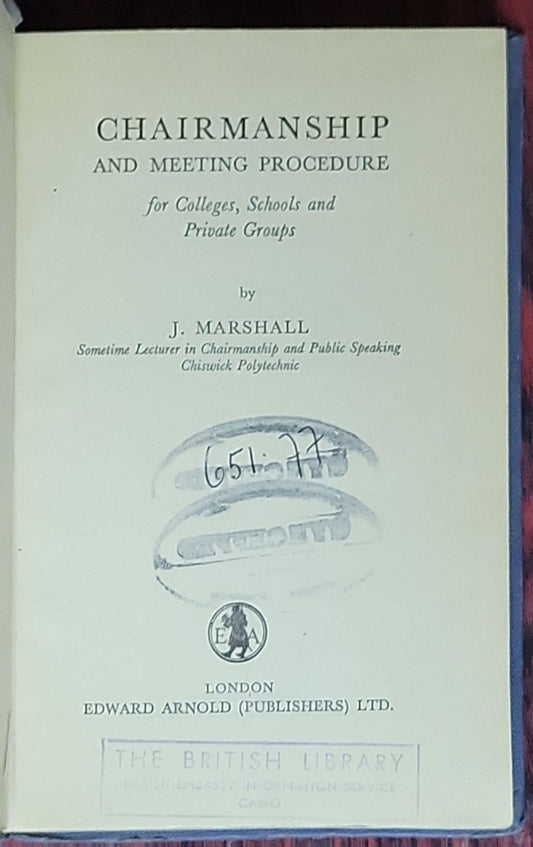 CHAIRMANSHIP
AND MEETING PROCEDURE
for Colleges, Schools and
Private Groups
by
J. MARSHALL
Sometime Lecturer in Chairmanship and Public Speaking
Chiswick Polytechnic
651.77
E A
LONDON
EDWARD ARNOLD (PUBLISHERS) LTD.
THE BRITISH LIBRARY
BRITISH EMBASSY INFORMATION SERVICE
CAIRO